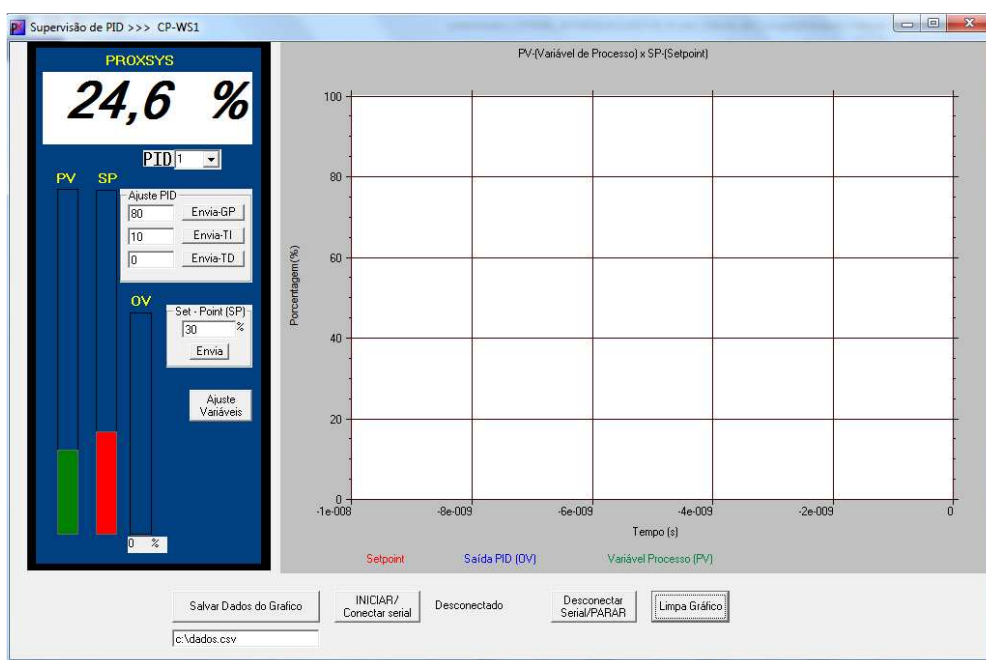 Supervisão de PID >>> CP-WS1
PROXSYS
24,6 %
PID 1
PV SP
Ajuste PID
80 Envia-GP
10 Envia-TI
0 Envia-TD
OV
Set - Point (SP)
30 %
Envia
Ajuste
Variáveis
0 %
PV-(Variável de Processo) x SP-(Setpoint)
Porcentagem(%)
100
80
60
40
20
0
-1e-008 -8e-009 -6e-009 -4e-009 -2e-009 0
Tempo (s)
Setpoint Saída PID (OV) Variável Processo (PV)
Salvar Dados do Grafico
INICIAR/
Conectar serial
Desconectado
Desconectar
Serial/PARAR
Limpa Gráfico
c:\dados.csv